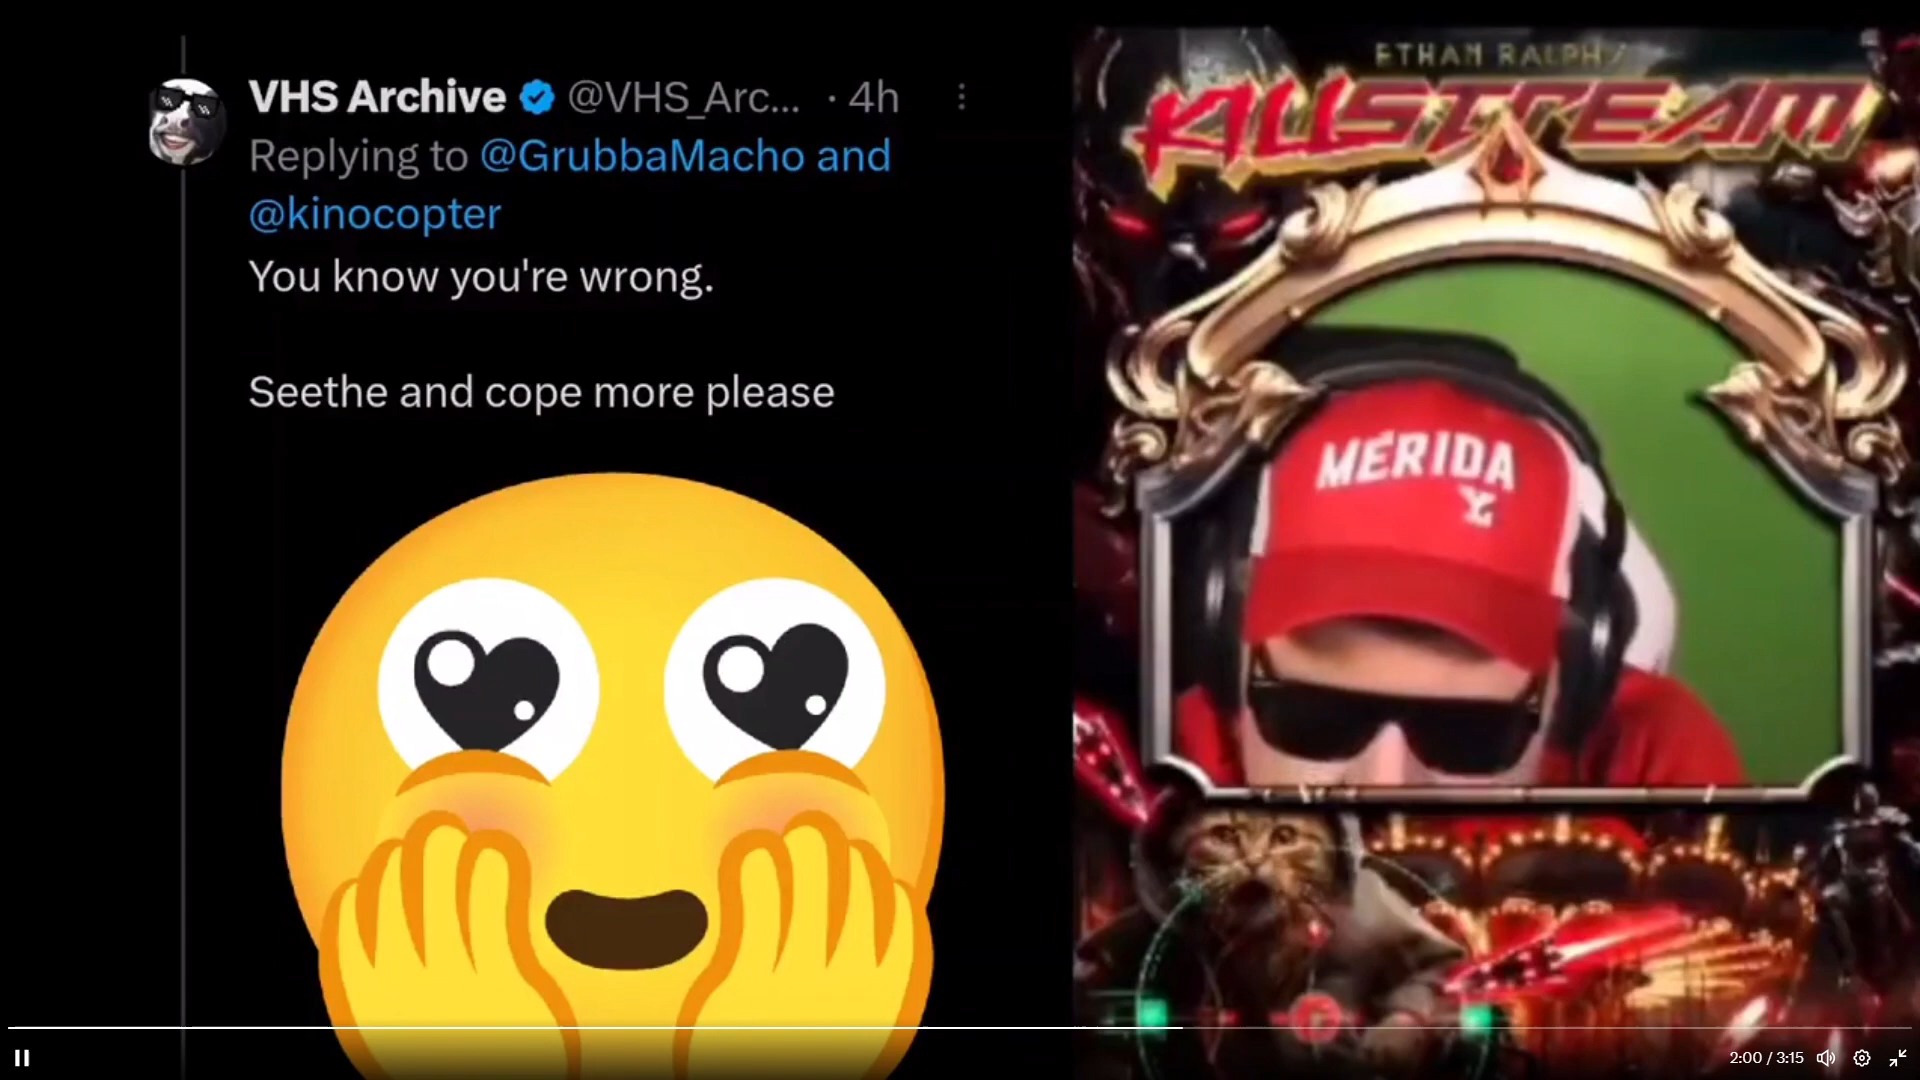 VHS Archive @VHS_Arc... · 4h
Replying to @GrubbaMacho and
@kinocopter
You know you're wrong.
Seethe and cope more please
ETHAN RALPH'S
KILLSTREAM
MÉRIDA
2:00 / 3:15